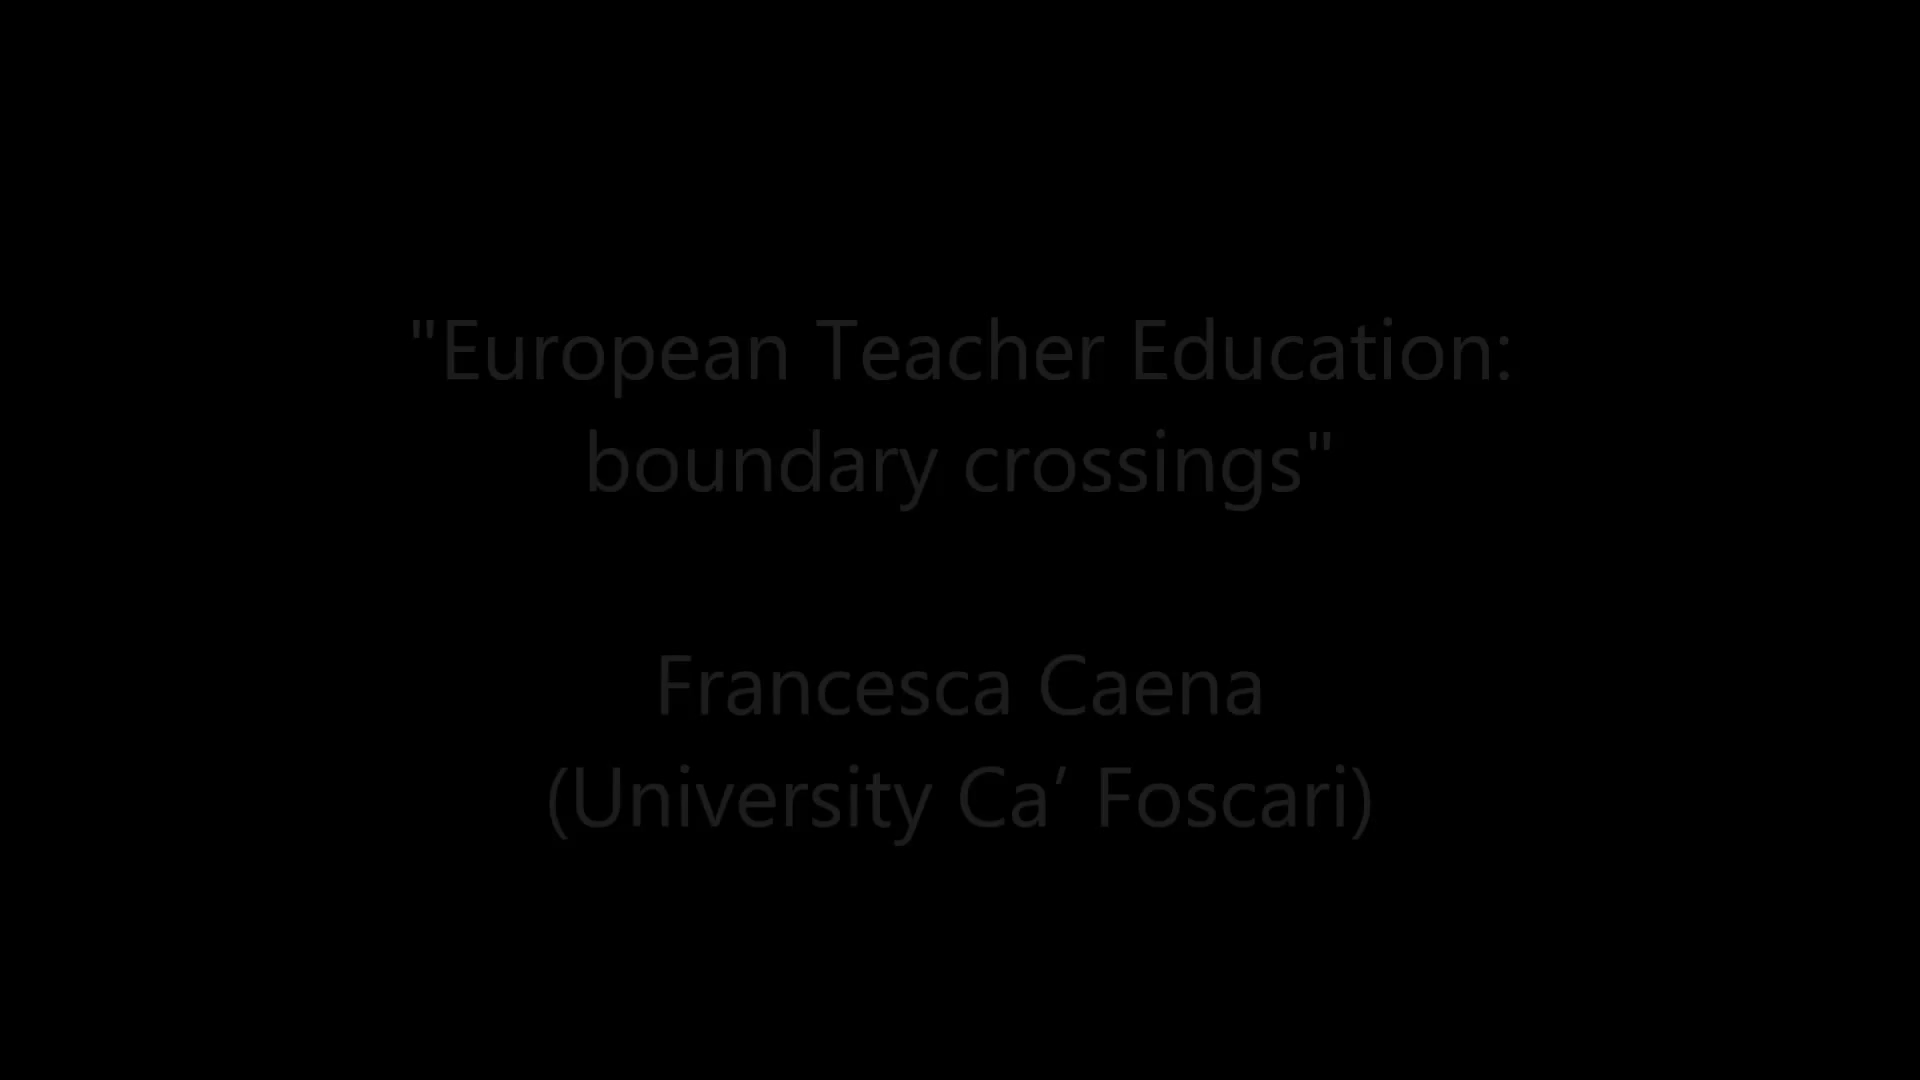 "European Teacher Education:
boundary crossings"
Francesca Caena
(University Ca’ Foscari)